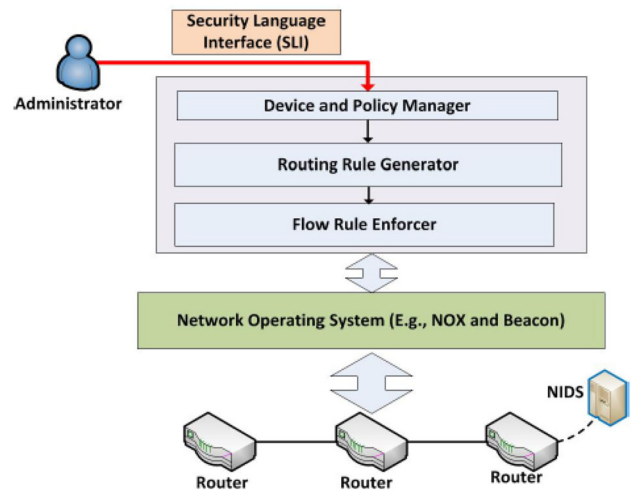 Security Language
Interface (SLI)
Administrator
Device and Policy Manager
Routing Rule Generator
Flow Rule Enforcer
Network Operating System (E.g., NOX and Beacon)
NIDS
Router
Router
Router